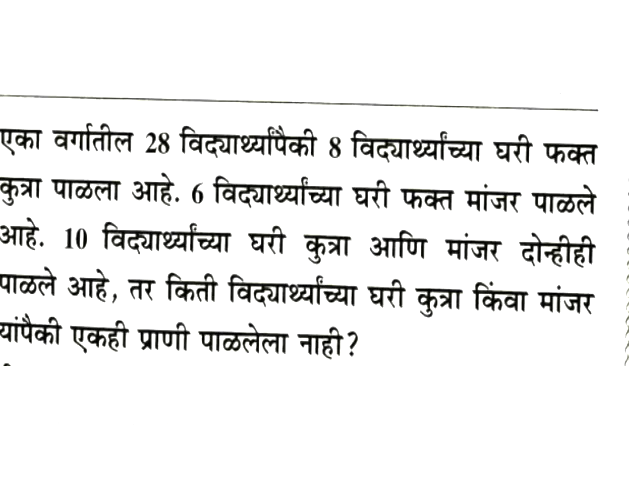 एका वर्गातील 28 विद्यार्थ्यांपैकी 8 विद्यार्थ्यांच्या घरी फक्त
कुत्रा पाळला आहे. 6 विद्यार्थ्यांच्या घरी फक्त मांजर पाळले
आहे. 10 विद्यार्थ्यांच्या घरी कुत्रा आणि मांजर दोन्हीही
पाळले आहे, तर किती विद्यार्थ्यांच्या घरी कुत्रा किंवा मांजर
यांपैकी एकही प्राणी पाळलेला नाही?